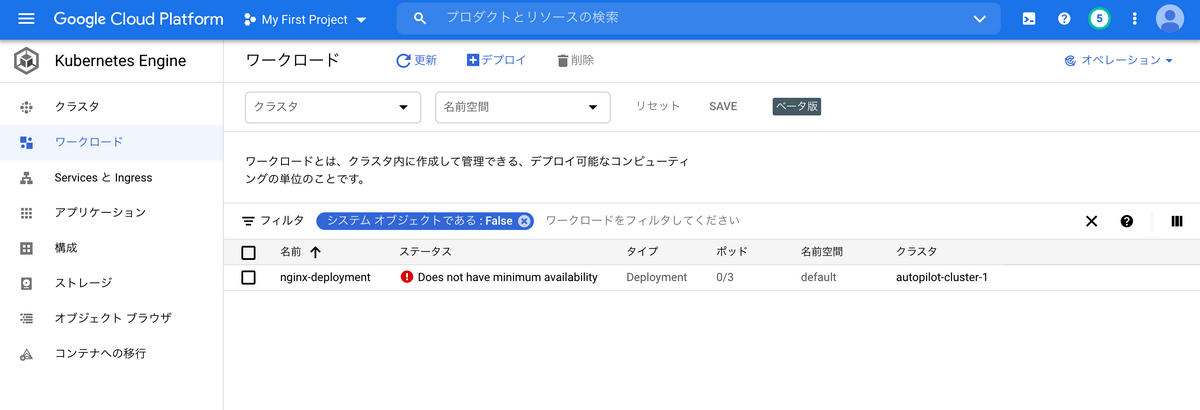 Google Cloud Platform My First Project プロダクトとリソースの検索 5
Kubernetes Engine ワークロード 更新 デプロイ 削除 オペレーション
クラスタ
ワークロード
Services と Ingress
アプリケーション
構成
ストレージ
オブジェクト ブラウザ
コンテナへの移行
クラスタ 名前空間 リセット SAVE ベータ版
ワークロードとは、クラスタ内に作成して管理できる、デプロイ可能なコンピューティ
ングの単位のことです。
フィルタ システム オブジェクトである : False ワークロードをフィルタしてください
名前 ステータス タイプ ポッド 名前空間 クラスタ
nginx-deployment Does not have minimum availability Deployment 0/3 default autopilot-cluster-1